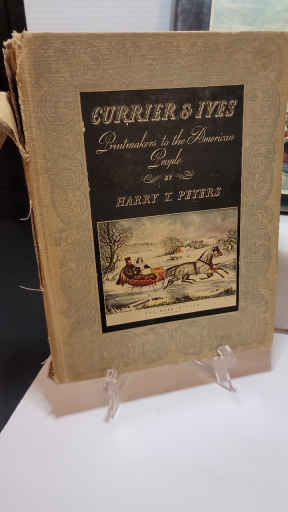 CURRIER & IVES
Printmakers to the American
People
BY
HARRY T. PETERS